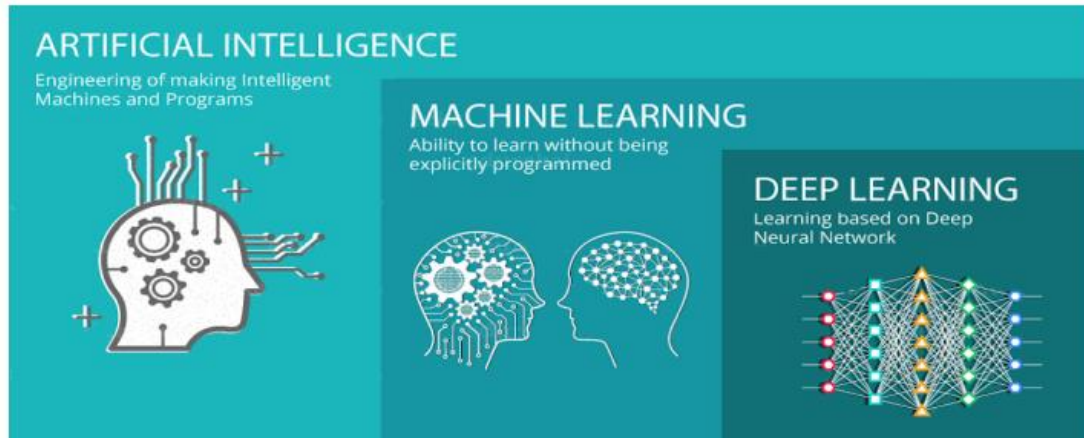 ARTIFICIAL INTELLIGENCE
Engineering of making Intelligent
Machines and Programs
MACHINE LEARNING
Ability to learn without being
explicitly programmed
DEEP LEARNING
Learning based on Deep
Neural Network